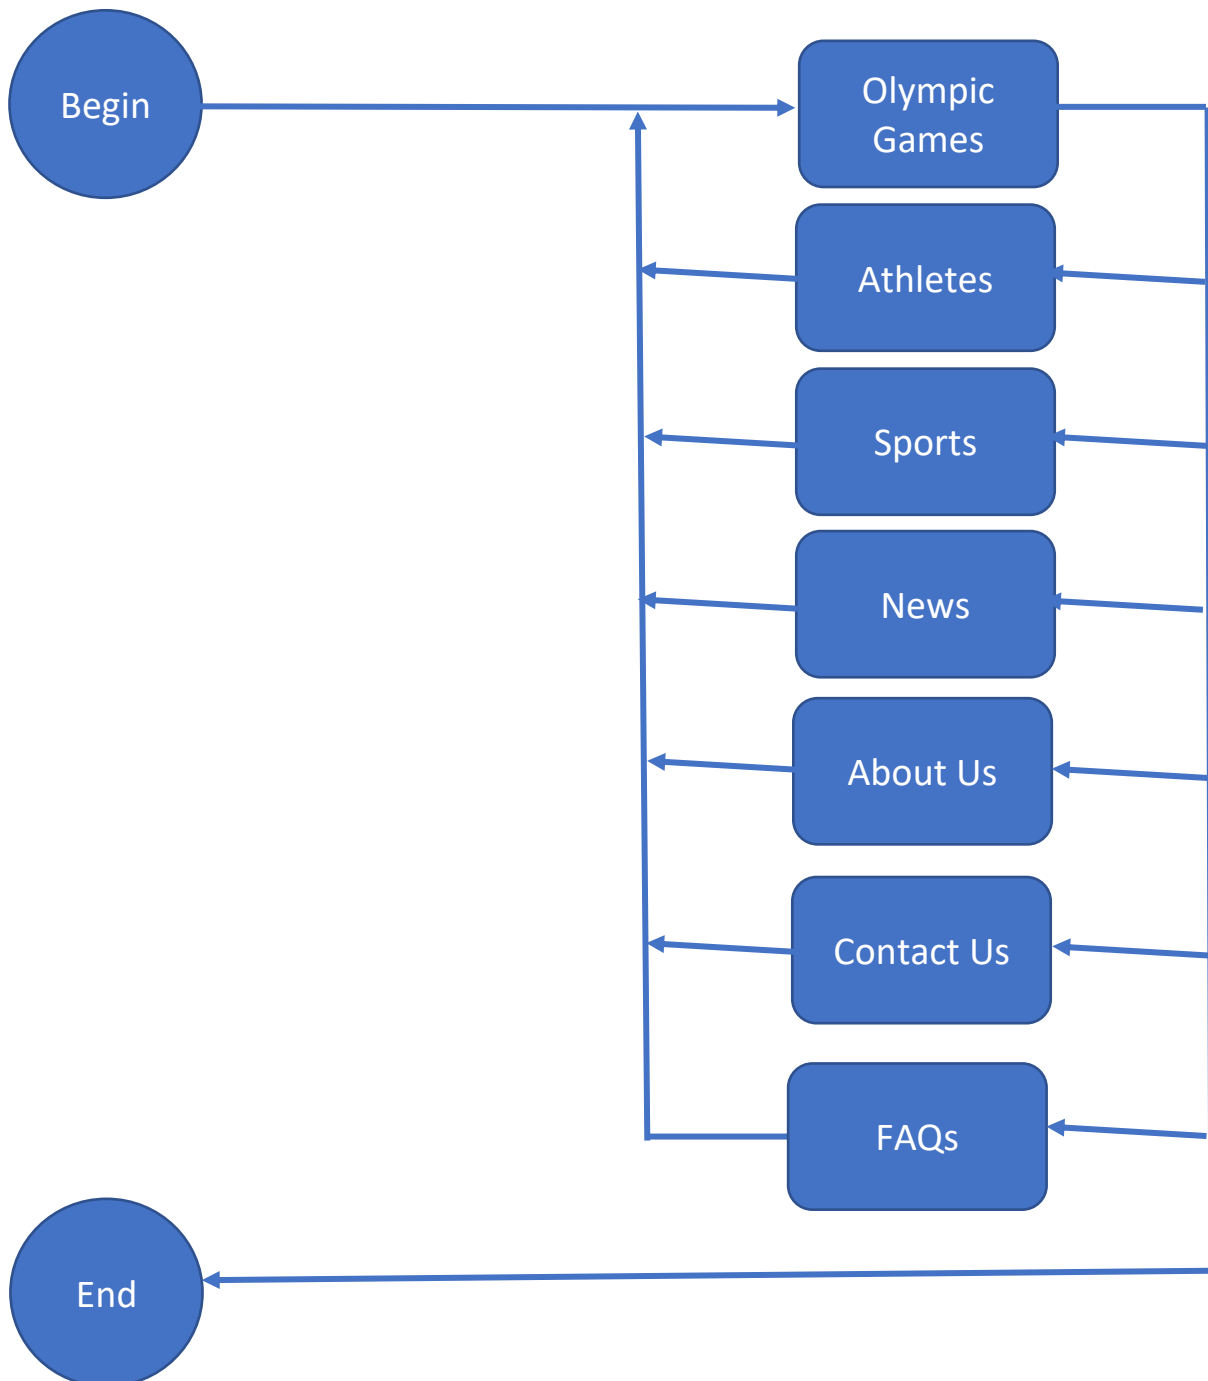 Begin
Olympic
Games
Athletes
Sports
News
About Us
Contact Us
FAQs
End